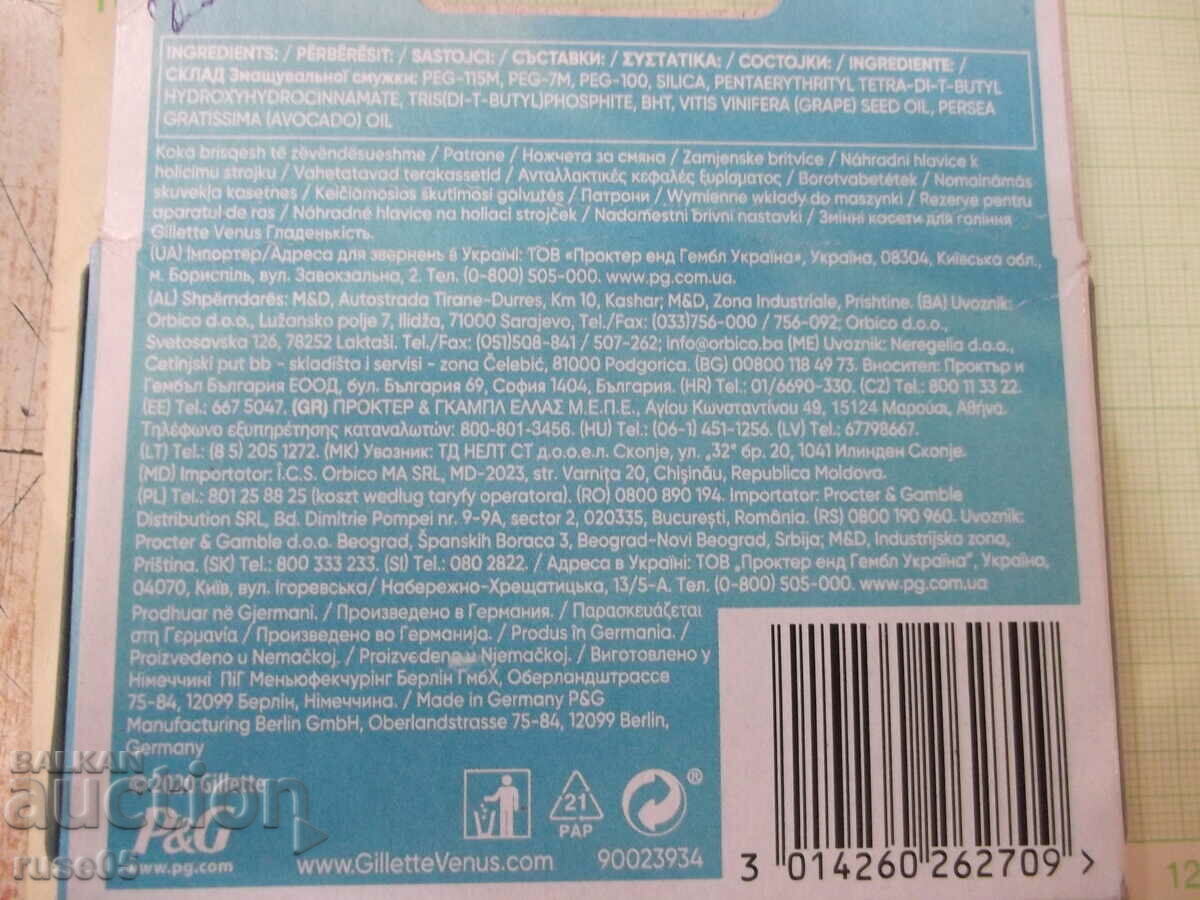 INGREDIENTS: / PËRBËRËSIT: / SASTOJCI: / СЪСТАВКИ: / ΣΥΣΤΑΤΙΚΑ: / СОСТОЈКИ: / INGREDIENTE: /
СКЛАД Знащувальної смужки: PEG-115M, PEG-7M, PEG-100, SILICA, PENTAERYTHRITYL TETRA-DI-T-BUTYL
HYDROXYHYDROCINNAMATE, TRIS(DI-T-BUTYL)PHOSPHITE, BHT, VITIS VINIFERA (GRAPE) SEED OIL, PERSEA
GRATISSIMA (AVOCADO) OIL
Koka brisqesh të zëvëndësueshme / Patrone / Ножчета за смяна / Zamjenske britvice / Náhradní hlavice k
holicímu strojku / Vahetatavad terakassetid / Ανταλλακτικές κεφαλές ξυρίσματος / Borotvabetétek / Nomaināmās
skuvekļa kasetnes / Keičiamosios skutimosi galvutės / Патрони / Wymienne wkłady do maszynki / Rezerve pentru
aparatul de ras / Náhradné hlavice na holiaci strojček / Nadomestni brivni nastavki / Змінні касети для гоління
Gillette Venus Гладенькість.
(UA) Імпортер/Адреса для звернень в Україні: ТОВ «Проктер енд Гембл Україна», Україна, 08304, Київська обл.,
м. Бориспіль, вул. Завокзальна, 2. Тел. (0-800) 505-000. www.pg.com.ua.
(AL) Shpërndarës: M&D, Autostrada Tirane-Durres, Km 10, Kashar; M&D, Zona Industriale, Prishtine. (BA) Uvoznik:
Orbico d.o.o., Lužansko polje 7, Ilidža, 71000 Sarajevo, Tel./Fax: (033)756-000 / 756-092; Orbico d.o.o.,
Svetosavska 126, 78252 Laktaši. Tel./Fax: (051)508-841 / 507-262; info@orbico.ba (ME) Uvoznik: Neregelia d.o.o.,
Cetinjski put bb - skladišta i servisi - zona Čelebić, 81000 Podgorica. (BG) 00800 118 49 73. Вносител: Проктър и
Гембъл България ЕООД, бул. България 69, София 1404, България. (HR) Tel.: 01/6690-330. (CZ) Tel.: 800 11 33 22.
(EE) Tel.: 667 5047. (GR) ΠΡΟΚΤΕΡ & ΓΚΑΜΠΛ ΕΛΛΑΣ Μ.Ε.Π.Ε., Αγίου Κωνσταντίνου 49, 15124 Μαρούσι, Αθήνα.
Τηλέφωνο εξυπηρέτησης καταναλωτών: 800-801-3456. (HU) Tel.: (06-1) 451-1256. (LV) Tel.: 67798667.
(LT) Tel.: (8 5) 205 1272. (MK) Увозник: ТД НЕЛТ СТ д.о.о.ел. Скопје, ул. „32" бр. 20, 1041 Илинден Скопје.
(MD) Importator: Î.C.S. Orbico MA SRL, MD-2023, str. Varnița 20, Chișinău, Republica Moldova.
(PL) Tel.: 801 25 88 25 (koszt według taryfy operatora). (RO) 0800 890 194. Importator: Procter & Gamble
Distribution SRL, Bd. Dimitrie Pompei nr. 9-9A, sector 2, 020335, București, România. (RS) 0800 190 960. Uvoznik:
Procter & Gamble d.o.o. Beograd, Španskih Boraca 3, Beograd-Novi Beograd, Srbija; M&D, Industrijska zona,
Priština. (SK) Tel.: 800 333 233. (SI) Tel.: 080 2822. / Адреса в Україні: ТОВ „Проктер енд Гембл Україна", Україна,
04070, Київ, вул. Ігоревська/ Набережно-Хрещатицька, 13/5-А. Тел. (0-800) 505-000. www.pg.com.ua
Prodhuar në Gjermani. / Произведено в Германия. / Παρασκευάζεται
στη Γερμανία / Произведено во Германија. / Produs în Germania. /
Proizvedeno u Nemačkoj. / Proizvedeno u Njemačkoj. / Виготовлено у
Німеччині ПіГ Меньюфекчурінг Берлін ГмбХ, Оберландштрассе
75-84, 12099 Берлін, Німеччина. / Made in Germany P&G
Manufacturing Berlin GmbH, Oberlandstrasse 75-84, 12099 Berlin,
Germany
BALKAN
auction
©2020 Gillette
P&G
www.pg.com
ruse05
www.GilletteVenus.com
21
PAP
®
90023934
3 014260 262709 >
12